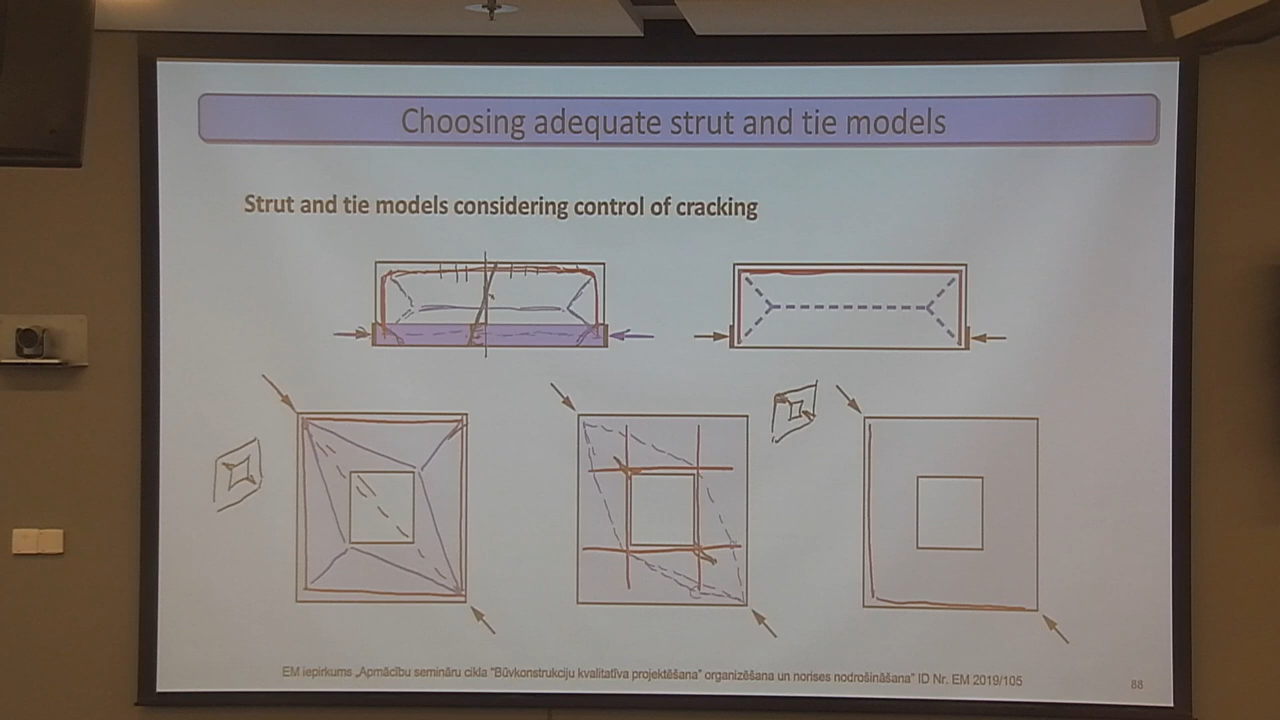 Choosing adequate strut and tie models
Strut and tie models considering control of cracking
EM iepirkums „Apmācību semināru cikla "Būvkonstrukciju kvalitatīva projektēšana" organizēšana un norises nodrošināšana" ID Nr. EM 2019/105
88